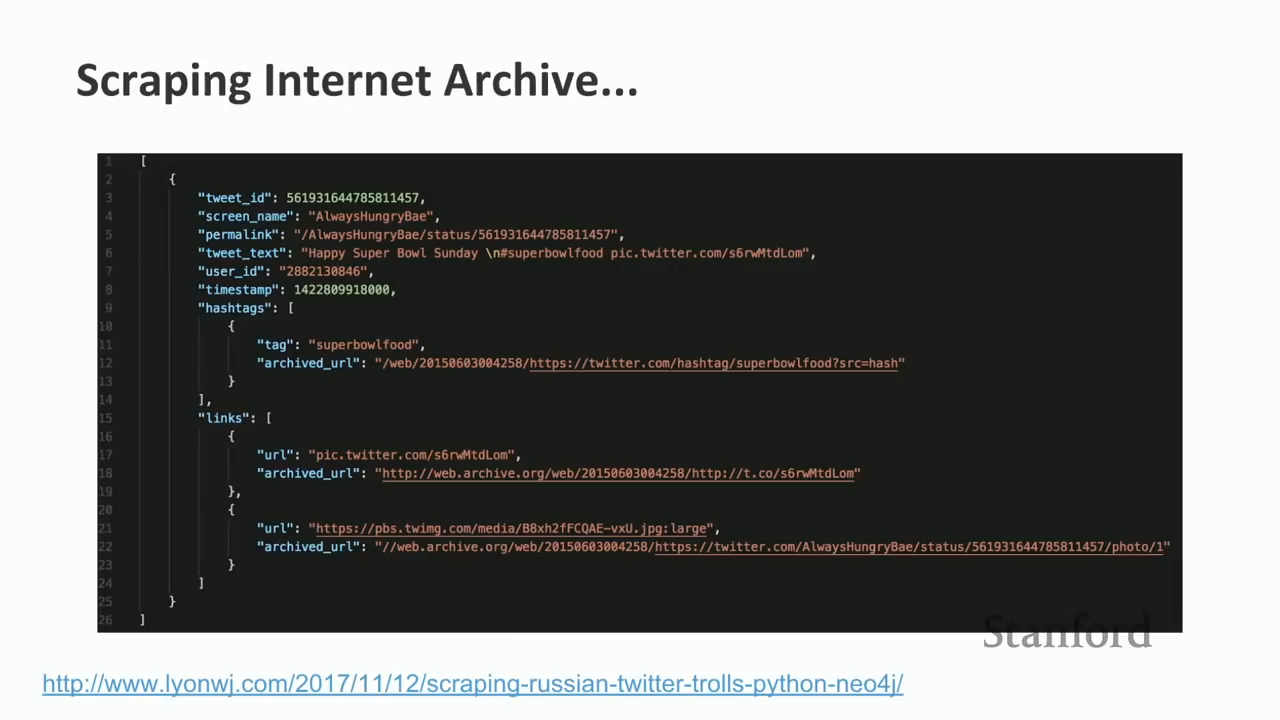 Scraping Internet Archive...
1 [
2 {
3 "tweet_id": 561931644785811457,
4 "screen_name": "AlwaysHungryBae",
5 "permalink": "/AlwaysHungryBae/status/561931644785811457",
6 "tweet_text": "Happy Super Bowl Sunday \n#superbowlfood pic.twitter.com/s6rwMtdLom",
7 "user_id": "2882130846",
8 "timestamp": 1422809918000,
9 "hashtags": [
10 {
11 "tag": "superbowlfood",
12 "archived_url": "/web/20150603004258/https://twitter.com/hashtag/superbowlfood?src=hash"
13 }
14 ],
15 "links": [
16 {
17 "url": "pic.twitter.com/s6rwMtdLom",
18 "archived_url": "http://web.archive.org/web/20150603004258/http://t.co/s6rwMtdLom"
19 },
20 {
21 "url": "https://pbs.twimg.com/media/B8xh2fFCQAE-vxU.jpg:large",
22 "archived_url": "//web.archive.org/web/20150603004258/https://twitter.com/AlwaysHungryBae/status/561931644785811457/photo/1"
23 }
24 ]
25 }
26 ]
Stanford
http://www.lyonwj.com/2017/11/12/scraping-russian-twitter-trolls-python-neo4j/